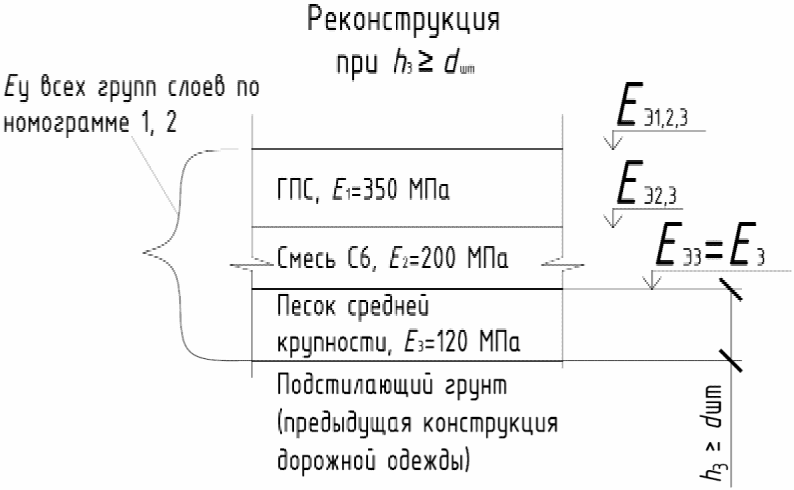 Реконструкция
при h₃ ≥ dшт
Еу всех групп слоев по
номограмме 1, 2
EЭ1,2,3
ГПС, E₁=350 МПа
EЭ2,3
Смесь С6, E₂=200 МПа
EЭ3=E₃
Песок средней
крупности, E₃=120 МПа
Подстилающий грунт
(предыдущая конструкция
дорожной одежды)
h₃ ≥ dшт